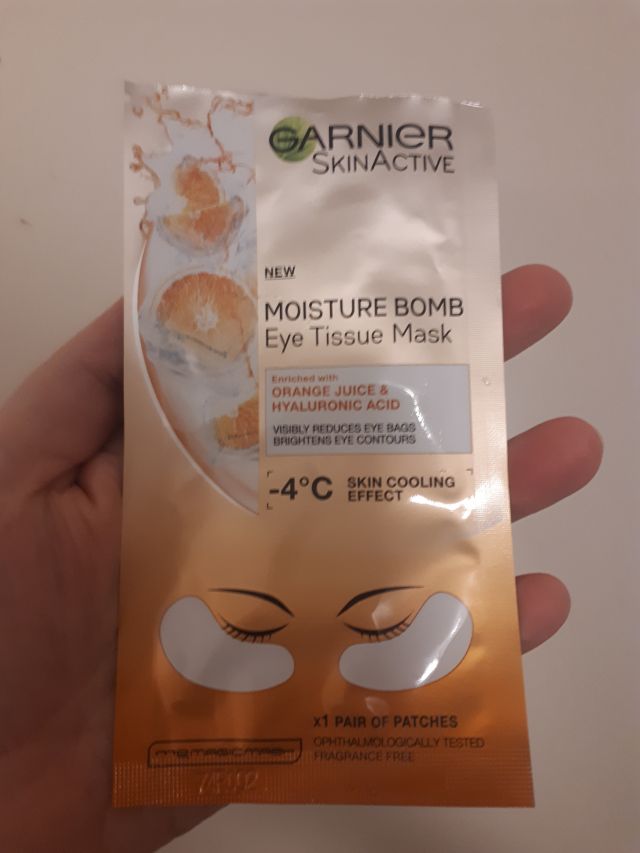 GARNIER
SKINACTIVE
NEW
MOISTURE BOMB
Eye Tissue Mask
Enriched with
ORANGE JUICE &
HYALURONIC ACID
VISIBLY REDUCES EYE BAGS
BRIGHTENS EYE CONTOURS
-4°C SKIN COOLING
EFFECT
x1 PAIR OF PATCHES
OPHTHALMOLOGICALLY TESTED
FRAGRANCE FREE